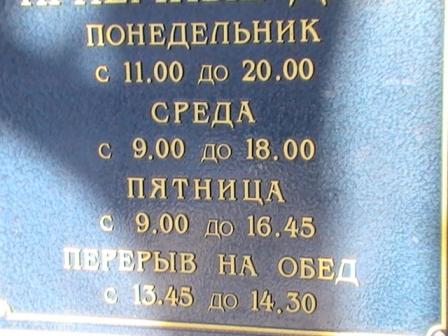 ПОНЕДЕЛЬНИК
с 11.00 до 20.00
СРЕДА
с 9.00 до 18.00
ПЯТНИЦА
с 9.00 до 16.45
ПЕРЕРЫВ НА ОБЕД
с 13.45 до 14.30